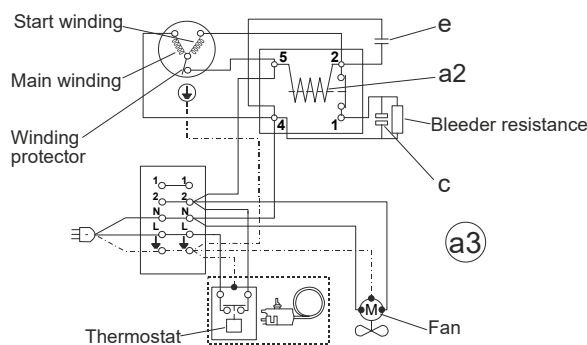 Start winding
e
5
2
a2
Main winding
Winding
protector
4
1
Bleeder resistance
c
1
1
2
2
N
N
L
L
a3
M
Thermostat
Fan